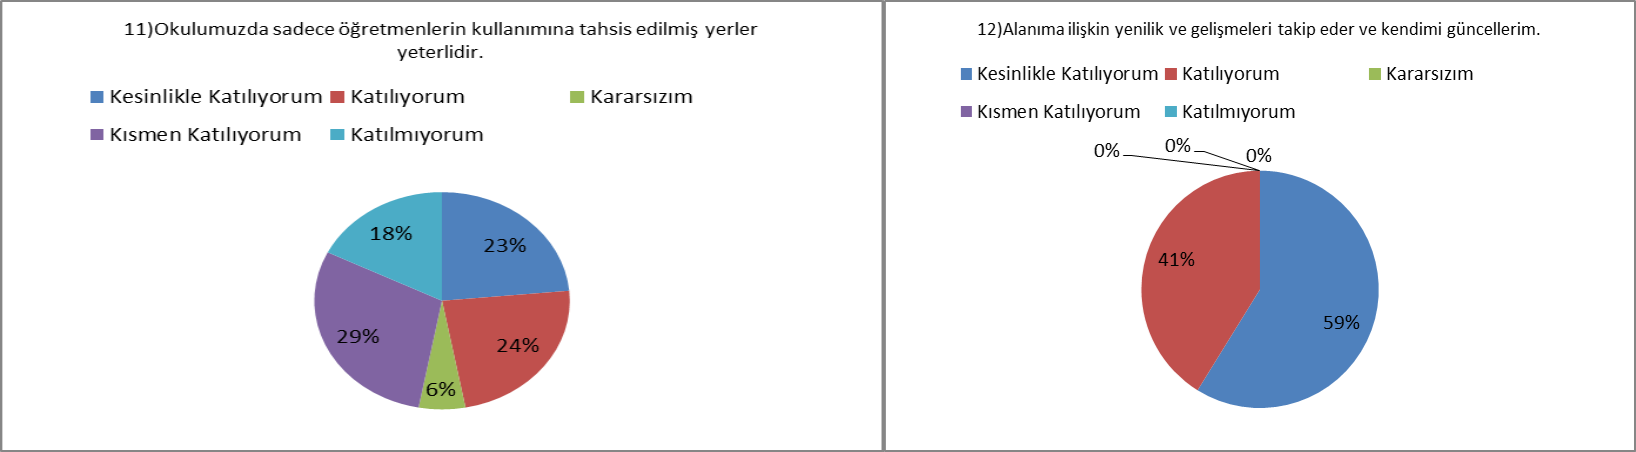 11)Okulumuzda sadece öğretmenlerin kullanımına tahsis edilmiş yerler
yeterlidir.
Kesinlikle Katılıyorum Katılıyorum Kararsızım
Kısmen Katılıyorum Katılmıyorum
18% 23%
29% 24%
6%
12)Alanıma ilişkin yenilik ve gelişmeleri takip eder ve kendimi güncellerim.
Kesinlikle Katılıyorum Katılıyorum Kararsızım
Kısmen Katılıyorum Katılmıyorum
0% 0% 0%
41%
59%